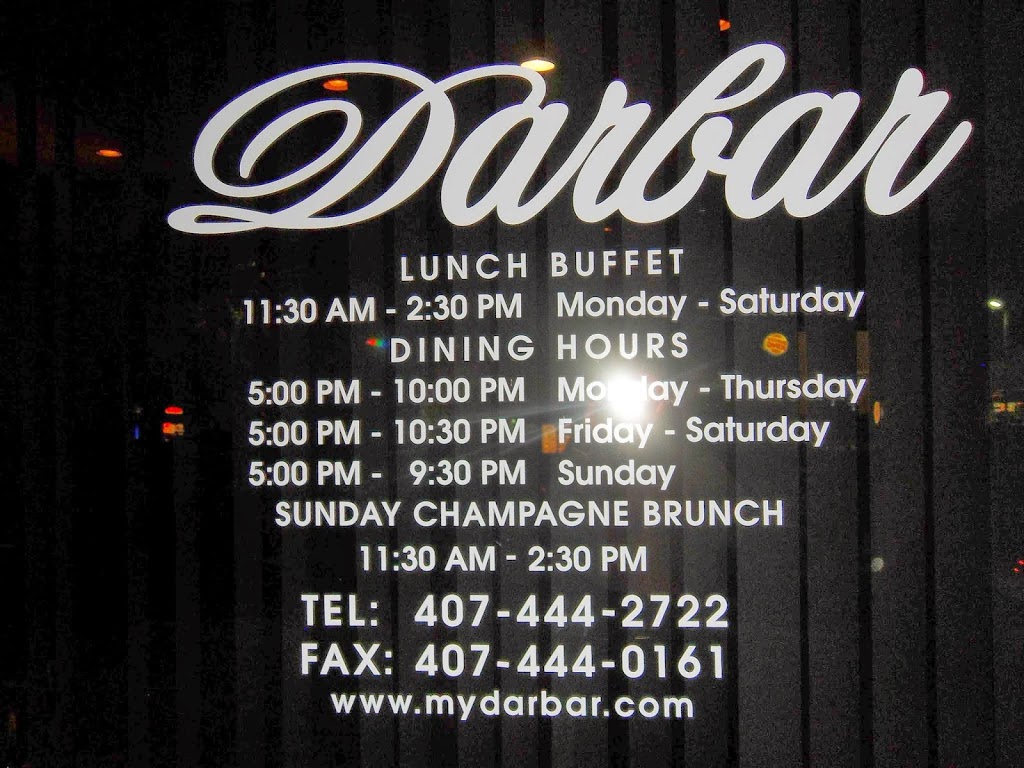 Darbar
LUNCH BUFFET
11:30 AM - 2:30 PM Monday - Saturday
DINING HOURS
5:00 PM - 10:00 PM Monday - Thursday
5:00 PM - 10:30 PM Friday - Saturday
5:00 PM - 9:30 PM Sunday
SUNDAY CHAMPAGNE BRUNCH
11:30 AM - 2:30 PM
TEL: 407-444-2722
FAX: 407-444-0161
www.mydarbar.com